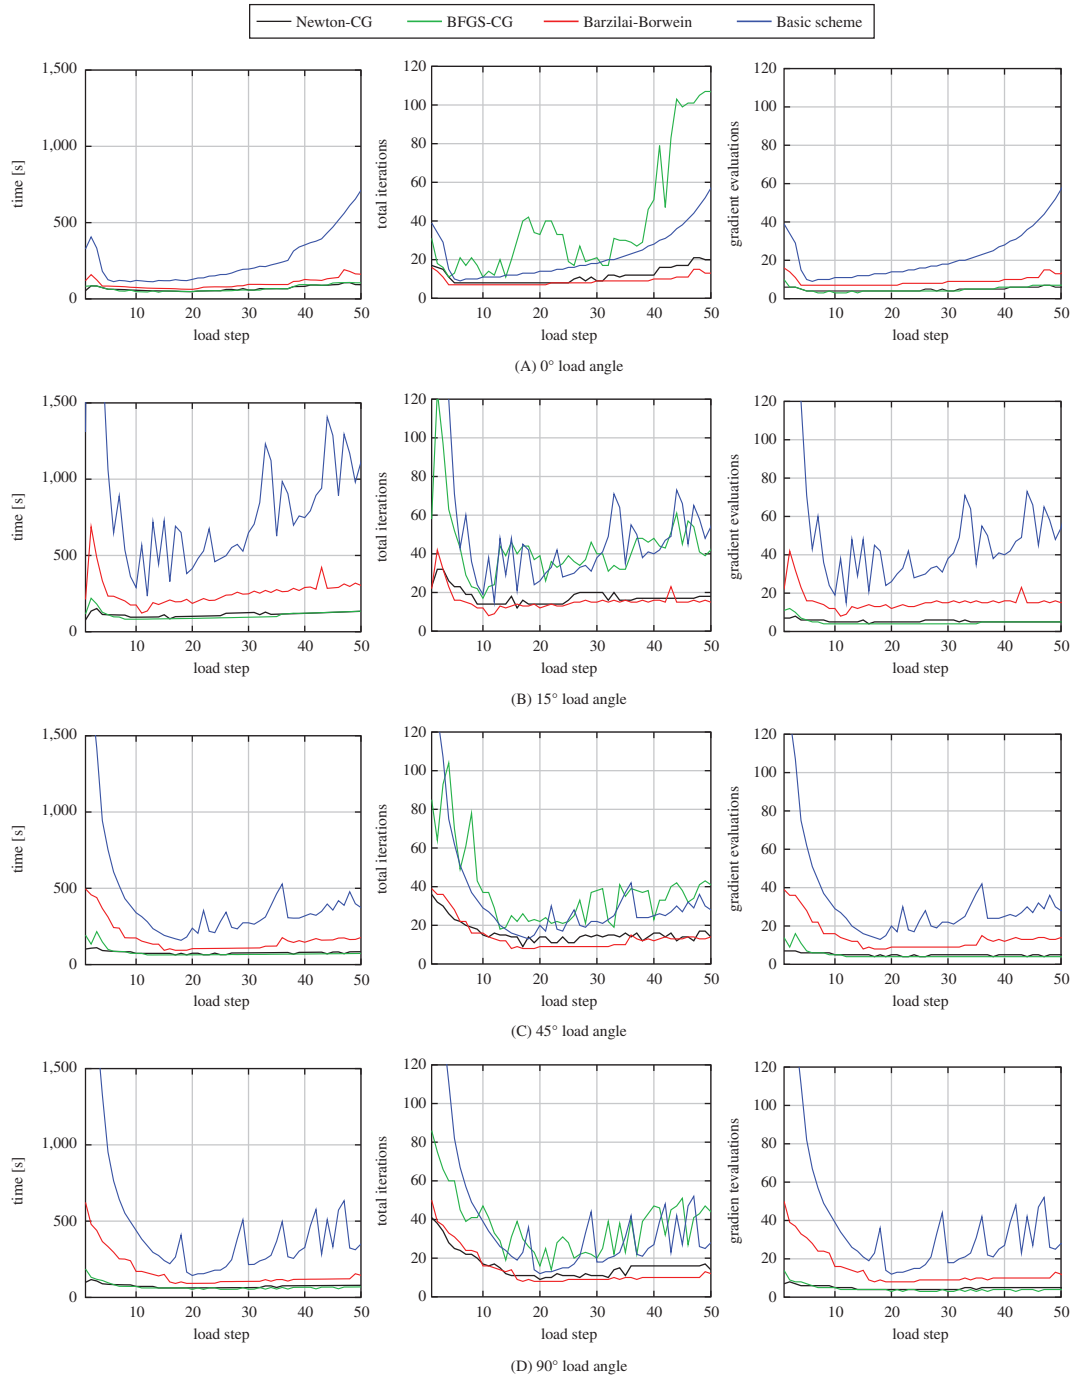 Newton-CG BFGS-CG Barzilai-Borwein Basic scheme
time [s]
1,500
1,000
500
0
10 20 30 40 50
load step
total iterations
120
100
80
60
40
20
0
10 20 30 40 50
load step
gradient evaluations
120
100
80
60
40
20
0
10 20 30 40 50
load step
(A) 0° load angle
time [s]
1,500
1,000
500
0
10 20 30 40 50
load step
total iterations
120
100
80
60
40
20
0
10 20 30 40 50
load step
gradient evaluations
120
100
80
60
40
20
0
10 20 30 40 50
load step
(B) 15° load angle
time [s]
1,500
1,000
500
0
10 20 30 40 50
load step
total iterations
120
100
80
60
40
20
0
10 20 30 40 50
load step
gradient evaluations
120
100
80
60
40
20
0
10 20 30 40 50
load step
(C) 45° load angle
time [s]
1,500
1,000
500
0
10 20 30 40 50
load step
total iterations
120
100
80
60
40
20
0
10 20 30 40 50
load step
gradien tevaluations
120
100
80
60
40
20
0
10 20 30 40 50
load step
(D) 90° load angle